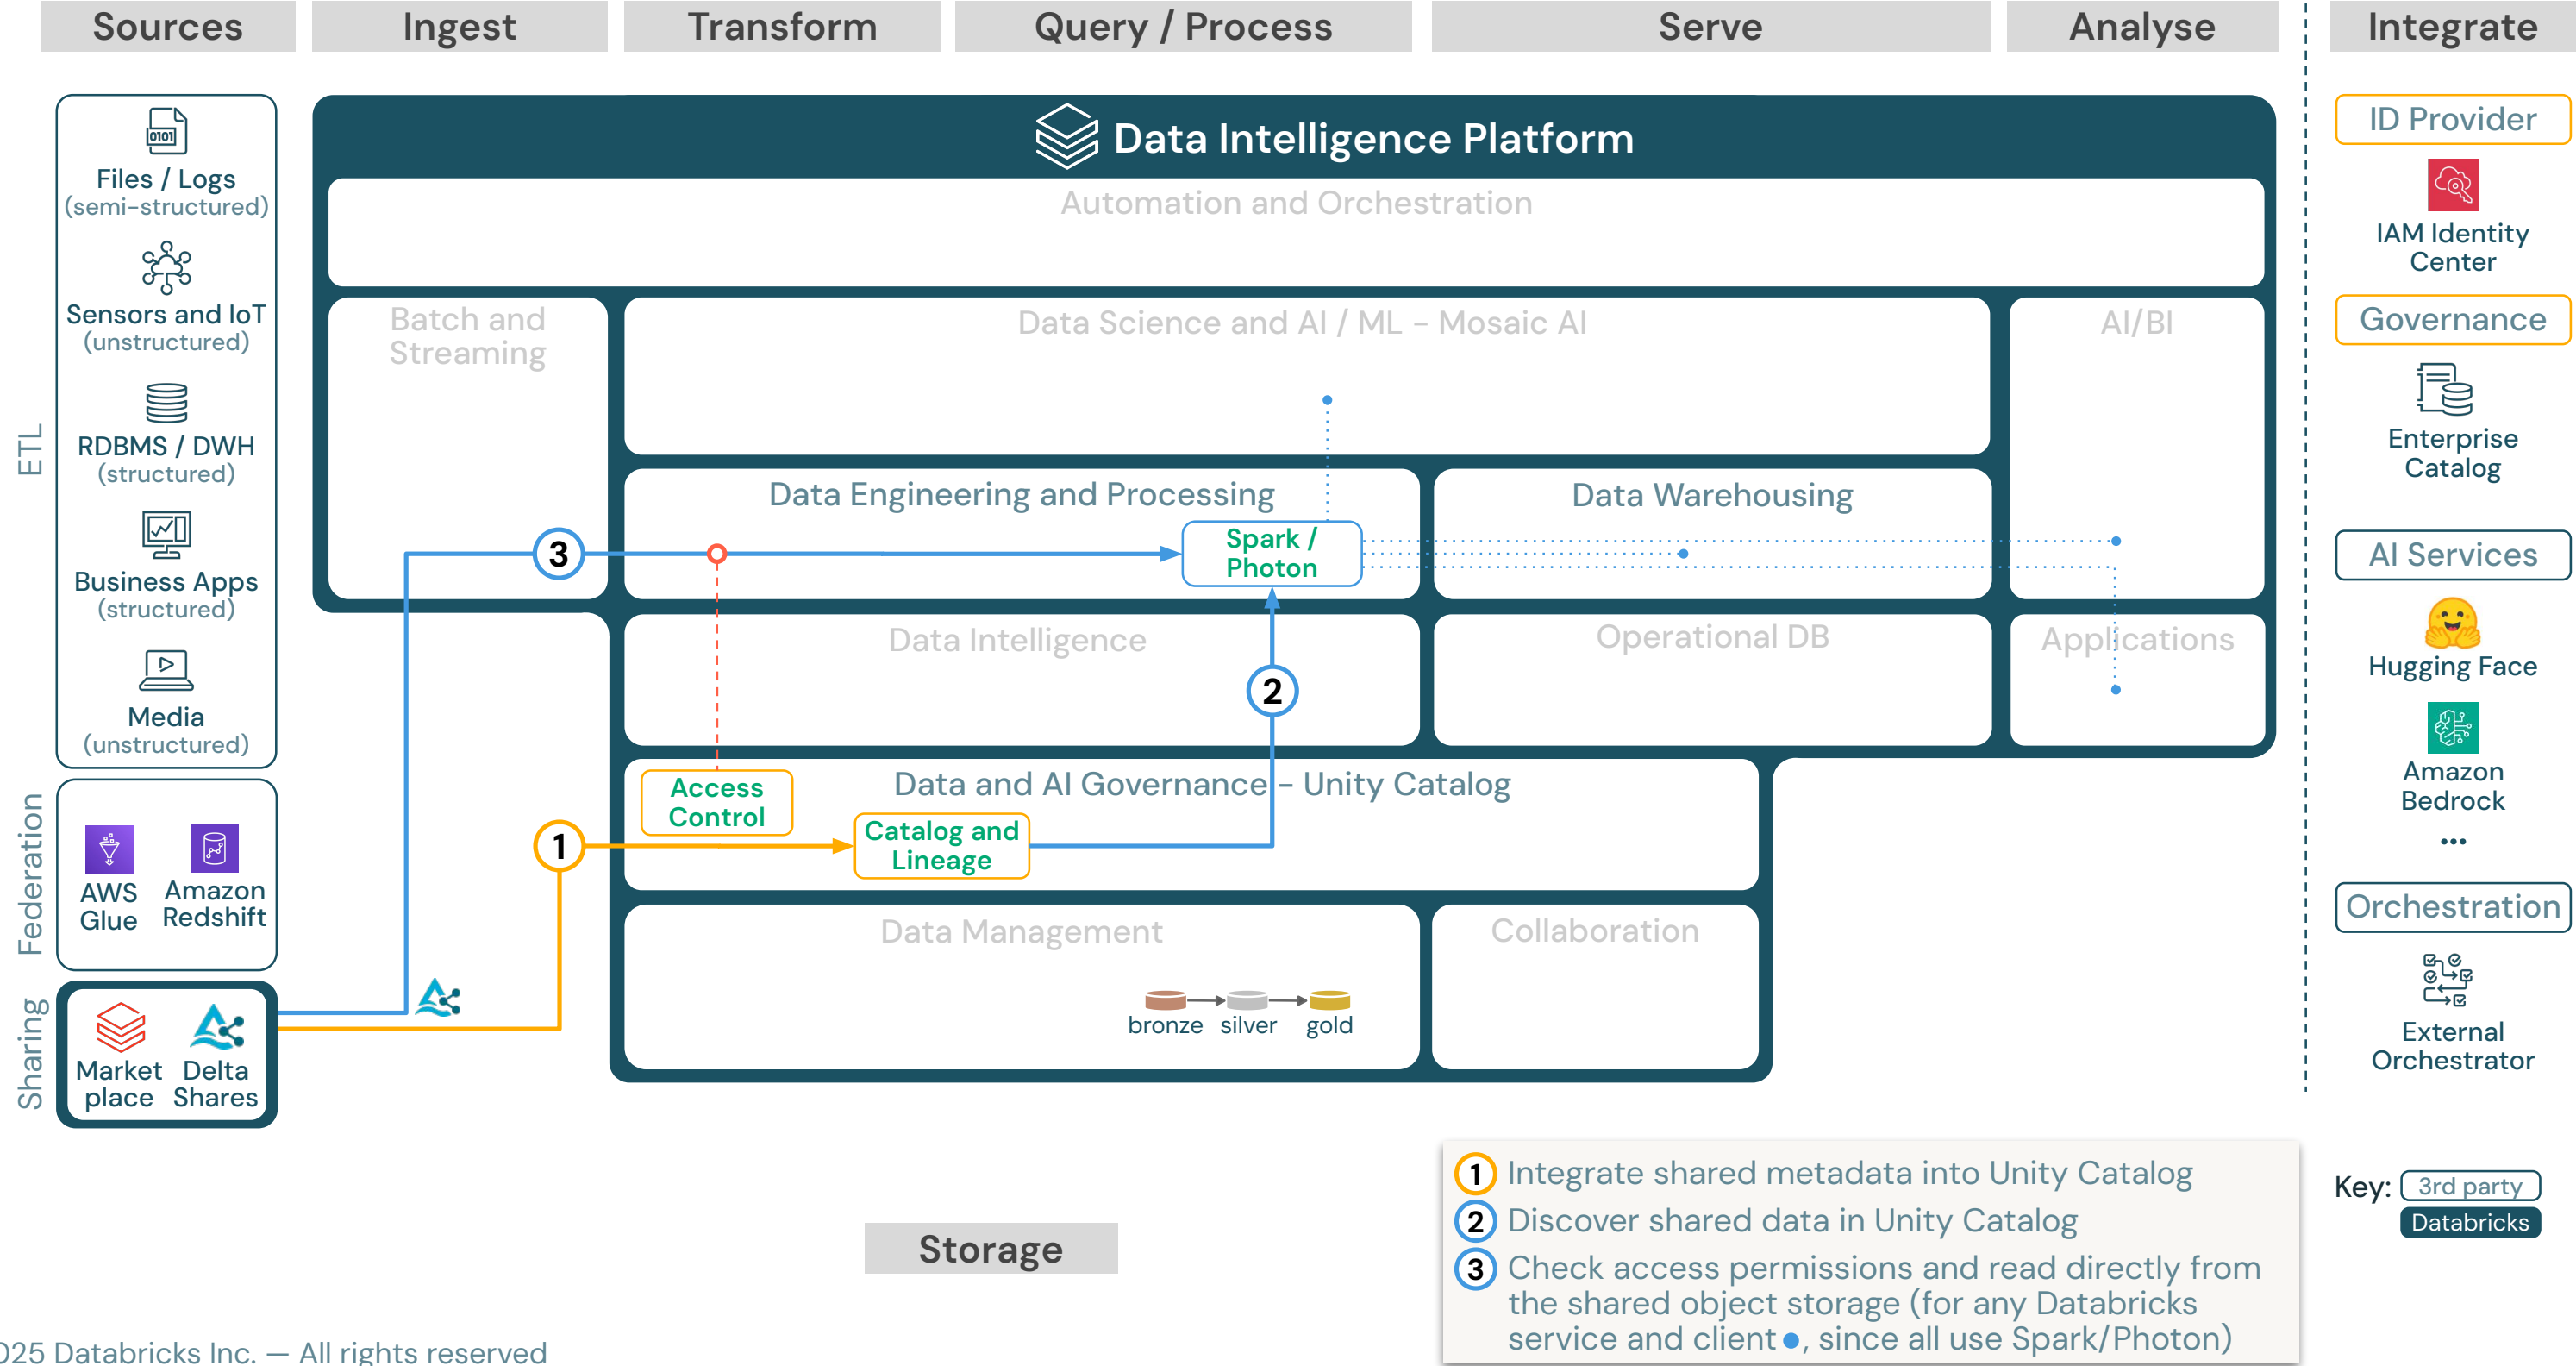 Sources
Ingest
Transform
Query / Process
Serve
Analyse
Integrate
ETL
0101
Files / Logs
(semi-structured)
Sensors and IoT
(unstructured)
RDBMS / DWH
(structured)
Business Apps
(structured)
Media
(unstructured)
Federation
AWS
Glue
Amazon
Redshift
Sharing
Market
place
Delta
Shares
Data Intelligence Platform
Automation and Orchestration
Batch and
Streaming
Data Science and AI / ML - Mosaic AI
AI/BI
Data Engineering and Processing
Spark /
Photon
Data Warehousing
3
Data Intelligence
2
Operational DB
Applications
Data and AI Governance - Unity Catalog
Access
Control
1
Catalog and
Lineage
Data Management
bronze
silver
gold
Collaboration
ID Provider
IAM Identity
Center
Governance
Enterprise
Catalog
AI Services
Hugging Face
Amazon
Bedrock
...
Orchestration
External
Orchestrator
Storage
1 Integrate shared metadata into Unity Catalog
2 Discover shared data in Unity Catalog
3 Check access permissions and read directly from
the shared object storage (for any Databricks
service and client , since all use Spark/Photon)
Key: 3rd party
Databricks
025 Databricks Inc. — All rights reserved